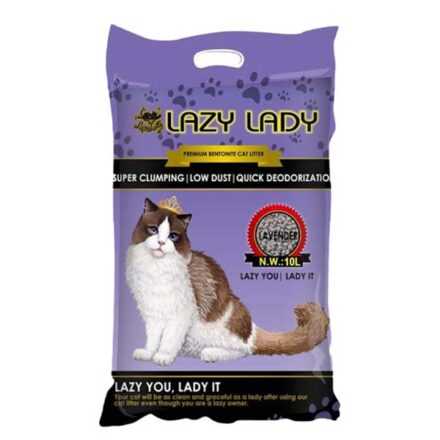 LAZY LADY
PREMIUM BENTONITE CAT LITTER
SUPER CLUMPING|LOW DUST|QUICK DEODORIZATIO
LAVENDER
N.W.:10L
LAZY YOU| LADY IT
LAZY YOU, LADY IT
Your cat will be as clean and graceful as a lady after using our
cat litter even though you are a lazy owner.